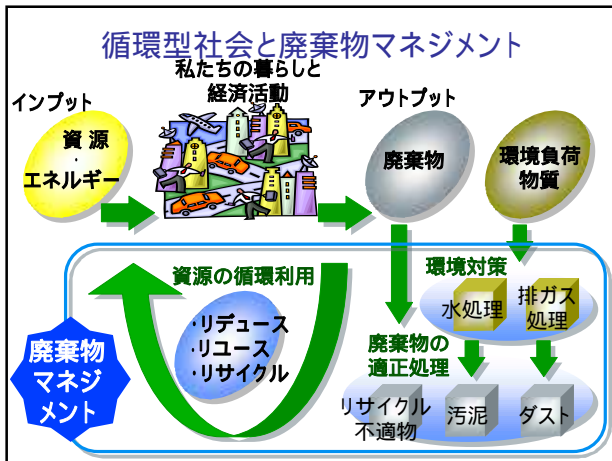 循環型社会と廃棄物マネジメント
私たちの暮らしと
経済活動
インプット
資源
・
エネルギー
アウトプット
廃棄物
環境負荷
物質
資源の循環利用
・リデュース
・リユース
・リサイクル
環境対策
水処理
排ガス
処理
廃棄物
マネジ
メント
廃棄物の
適正処理
リサイクル
不適物
汚泥
ダスト